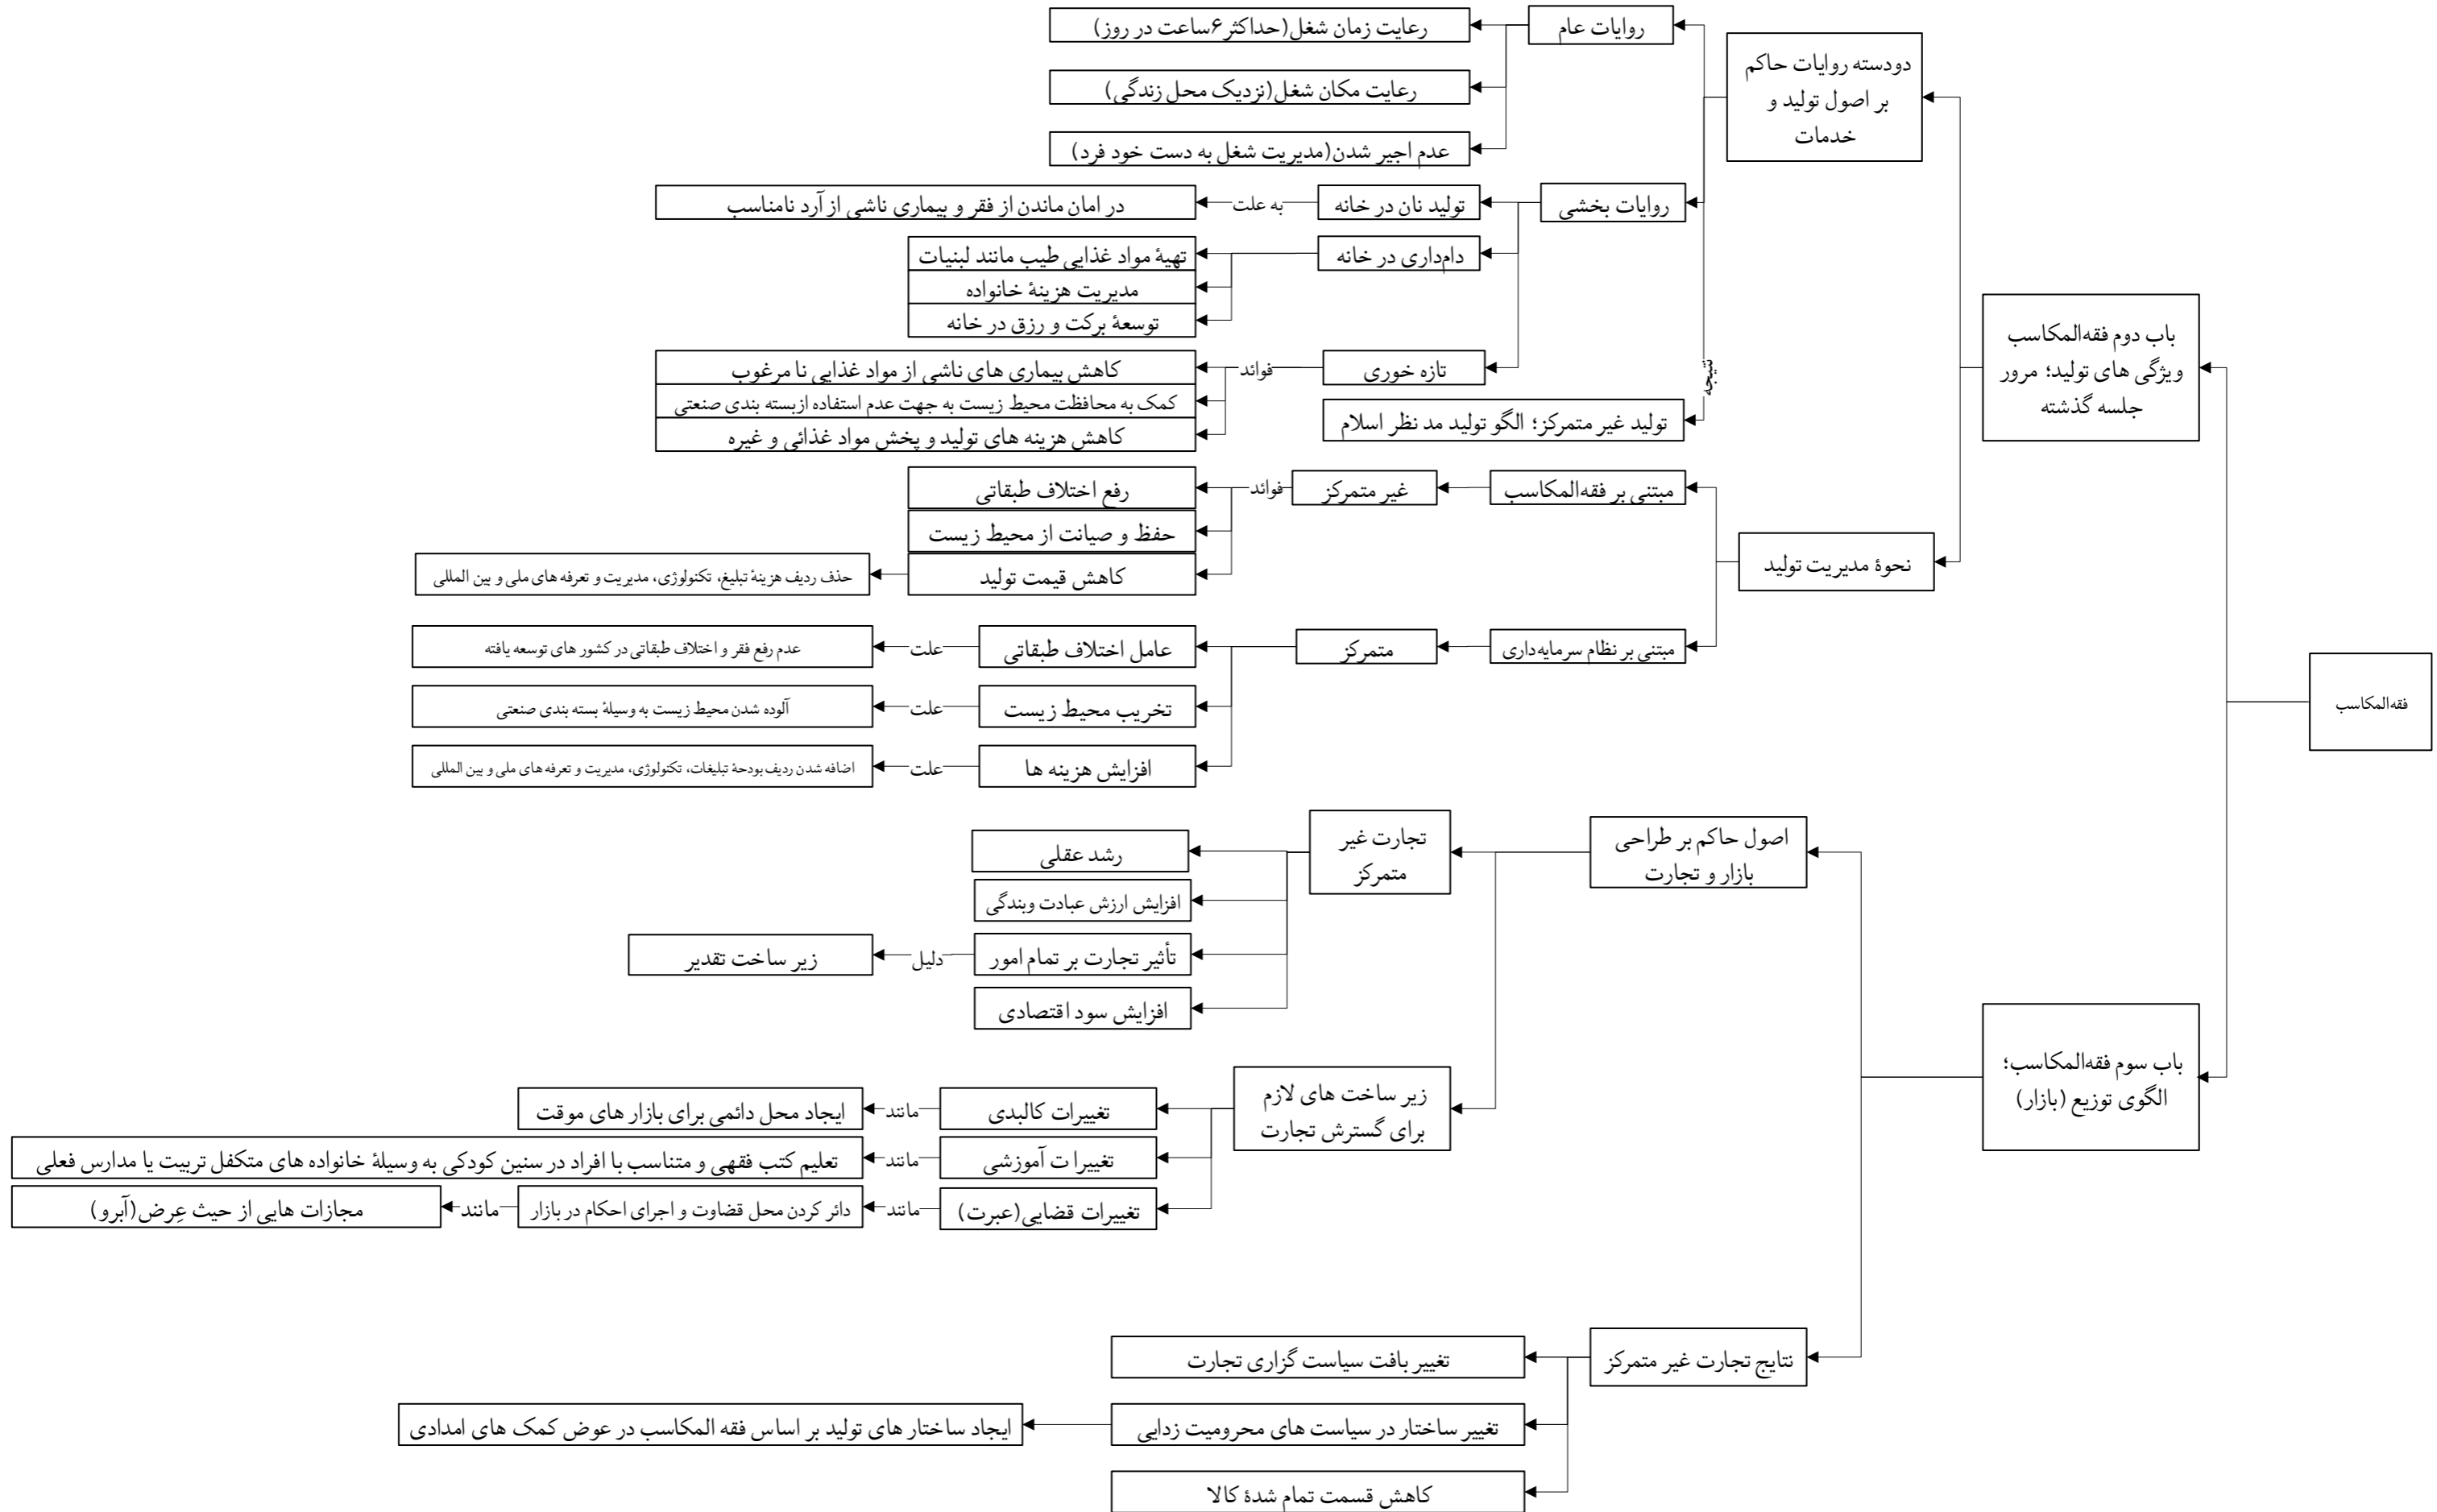 فقه‌المکاسب
باب دوم فقه‌المکاسب
ویژگی های تولید؛ مرور
جلسه گذشته
دودسته روایات حاکم
بر اصول تولید و
خدمات
روایات عام
رعایت زمان شغل(حداکثر۶ساعت در روز)
رعایت مکان شغل(نزدیک محل زندگی)
عدم اجیر شدن(مدیریت شغل به دست خود فرد)
روایات بخشی
تولید نان در خانه
به علت
در امان ماندن از فقر و بیماری ناشی از آرد نامناسب
دام‌داری در خانه
تهیۀ مواد غذایی طیب مانند لبنیات
مدیریت هزینۀ خانواده
توسعۀ برکت و رزق در خانه
تازه خوری
فوائد
کاهش بیماری های ناشی از مواد غذایی نا مرغوب
کمک به محافظت محیط زیست به جهت عدم استفاده ازبسته بندی صنعتی
کاهش هزینه های تولید و پخش مواد غذائی و غیره
نتیجه
تولید غیر متمرکز؛ الگو تولید مد نظر اسلام
نحوۀ مدیریت تولید
مبتنی بر فقه‌المکاسب
غیر متمرکز
فوائد
رفع اختلاف طبقاتی
حفظ و صیانت از محیط زیست
کاهش قیمت تولید
حذف ردیف هزینۀ تبلیغ، تکنولوژی، مدیریت و تعرفه های ملی و بین المللی
مبتنی بر نظام سرمایه‌داری
متمرکز
عامل اختلاف طبقاتی
علت
عدم رفع فقر و اختلاف طبقاتی در کشور های توسعه یافته
تخریب محیط زیست
علت
آلوده شدن محیط زیست به وسیلۀ بسته بندی صنعتی
افزایش هزینه ها
علت
اضافه شدن ردیف بودحۀ تبلیغات، تکنولوژی، مدیریت و تعرفه های ملی و بین المللی
باب سوم فقه‌المکاسب؛
الگوی توزیع (بازار)
اصول حاکم بر طراحی
بازار و تجارت
تجارت غیر
متمرکز
رشد عقلی
افزایش ارزش عبادت وبندگی
تأثیر تجارت بر تمام امور
دلیل
زیر ساخت تقدیر
افزایش سود اقتصادی
زیر ساخت های لازم
برای گسترش تجارت
تغییرات کالبدی
مانند
ایجاد محل دائمی برای بازار های موقت
تغییرا ت آموزشی
مانند
تعلیم کتب فقهی و متناسب با افراد در سنین کودکی به وسیلۀ خانواده های متکفل تربیت یا مدارس فعلی
تغییرات قضایی(عبرت)
مانند
دائر کردن محل قضاوت و اجرای احکام در بازار
مانند
مجازات هایی از حیث عِرض(آبرو)
نتایج تجارت غیر متمرکز
تغییر بافت سیاست گزاری تجارت
تغییر ساختار در سیاست های محرومیت زدایی
ایجاد ساختار های تولید بر اساس فقه المکاسب در عوض کمک های امدادی
کاهش قسمت تمام شدۀ کالا